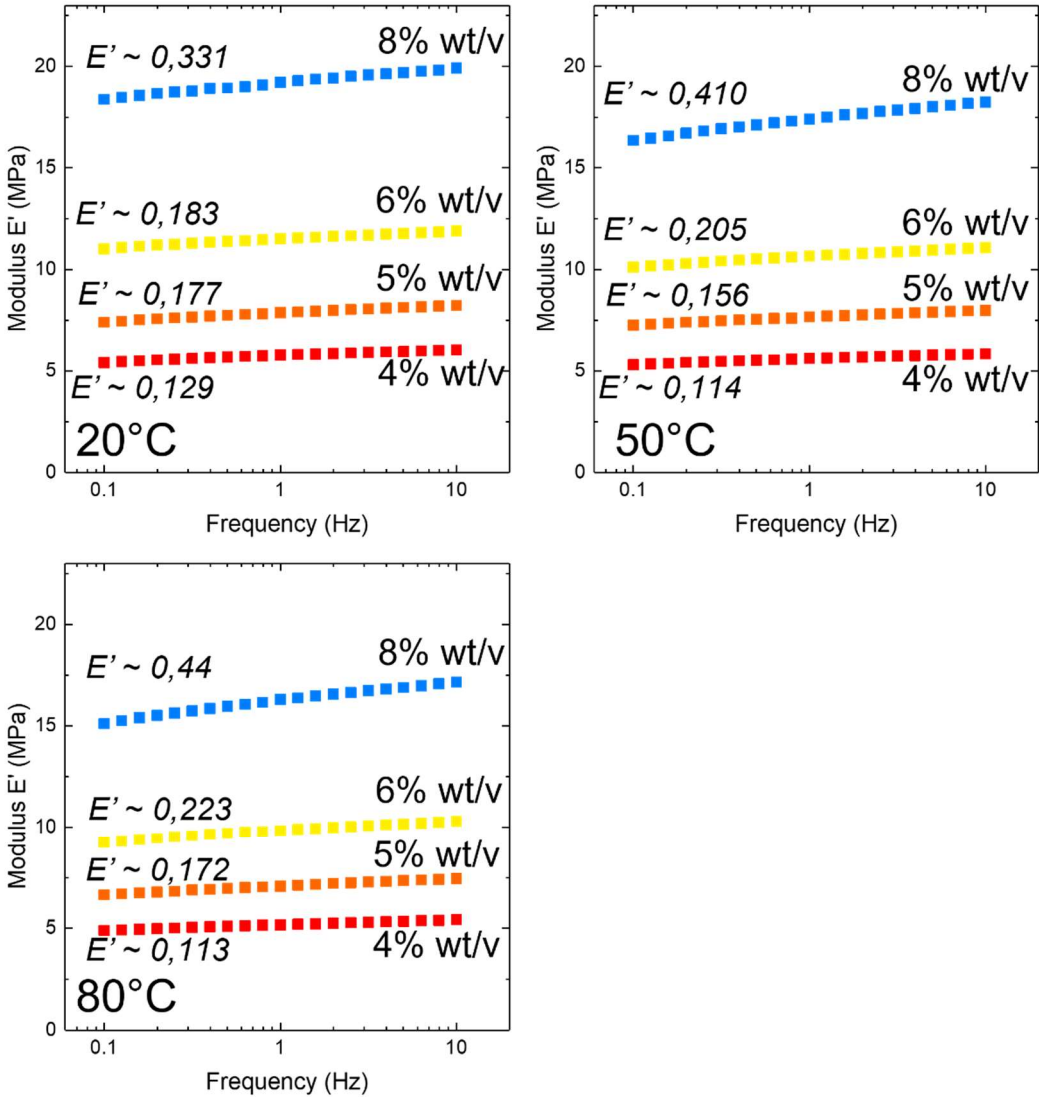 8% wt/v
E’ ~ 0,331
20
15
6% wt/v
E’ ~ 0,183
10
5% wt/v
E’ ~ 0,177
5
4% wt/v
E’ ~ 0,129
20°C
0
0.1
1
10
Modulus E' (MPa)
Frequency (Hz)
8% wt/v
E’ ~ 0,410
20
15
6% wt/v
E’ ~ 0,205
10
5% wt/v
E’ ~ 0,156
5
4% wt/v
E’ ~ 0,114
50°C
0
0.1
1
10
Modulus E' (MPa)
Frequency (Hz)
20
8% wt/v
E’ ~ 0,44
15
6% wt/v
E’ ~ 0,223
10
5% wt/v
E’ ~ 0,172
5
4% wt/v
E’ ~ 0,113
80°C
0
0.1
1
10
Modulus E' (MPa)
Frequency (Hz)